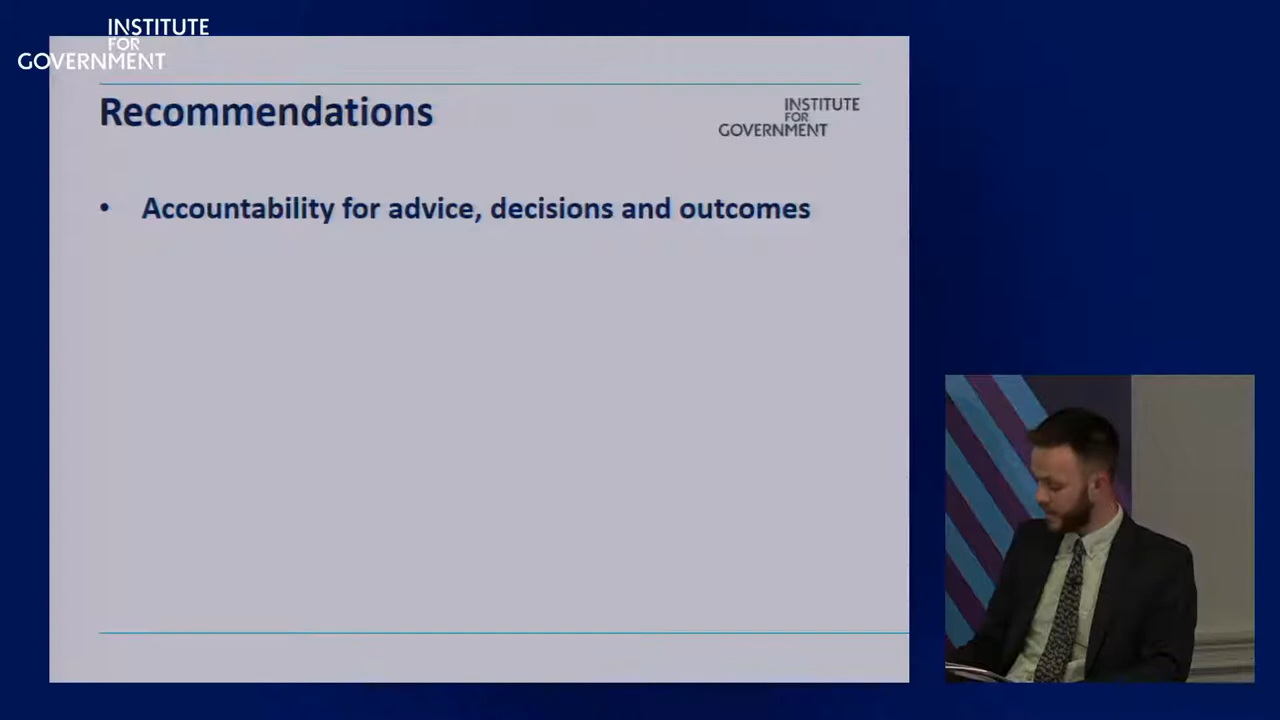 INSTITUTE
FOR
GOVERNMENT
Recommendations
INSTITUTE
FOR
GOVERNMENT
• Accountability for advice, decisions and outcomes